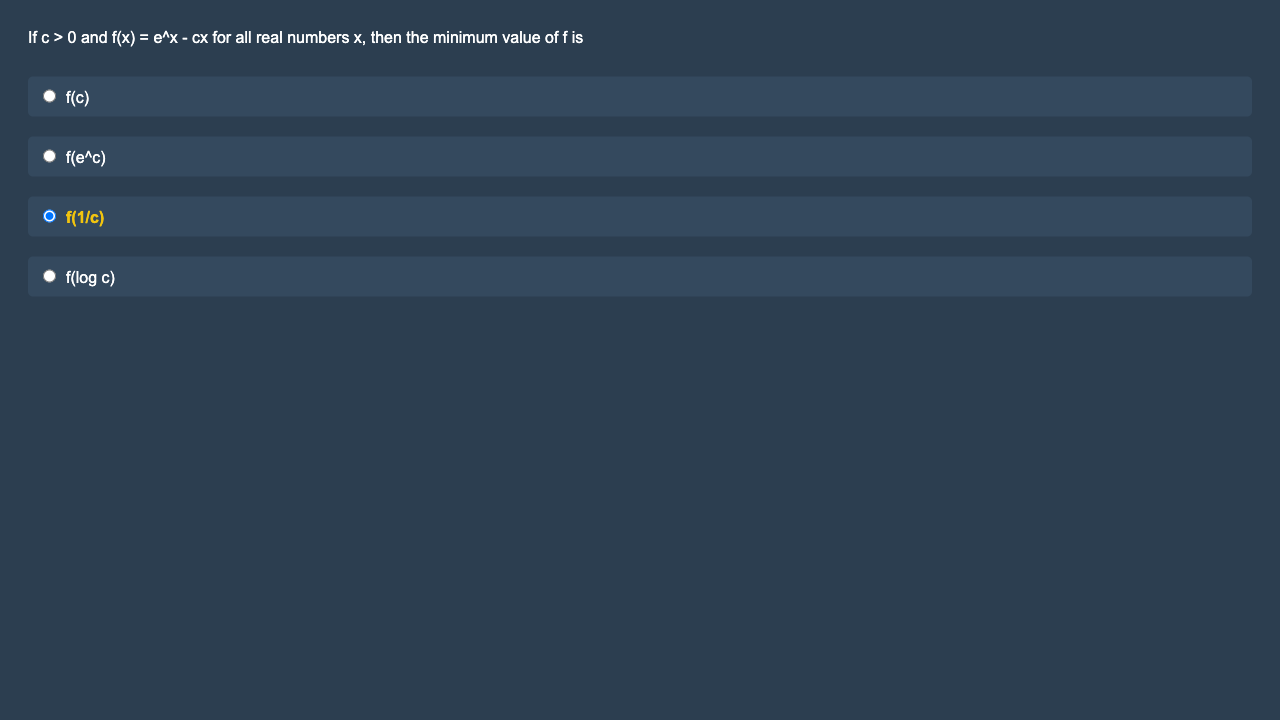 If c > 0 and f(x) = e^x - cx for all real numbers x, then the minimum value of f is
f(c)
f(e^c)
f(1/c)
f(log c)